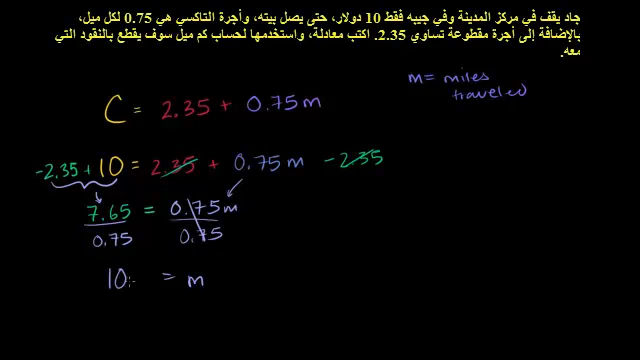 جاد يقف في مركز المدينة وفي جيبه فقط 10 دولار، حتى يصل بيته، وأجرة التاكسي هي 0.75 لكل ميل،
بالإضافة إلى أجرة مقطوعة تساوي 2.35. اكتب معادلة، واستخدمها لحساب كم ميل سوف يقطع بالنقود التي
معه.
m = miles
traveled
C = 2.35 + 0.75m
-2.35 + 10 = 2.35 + 0.75m - 2.35
7.65 = 0.75m
0.75 0.75
10. = m